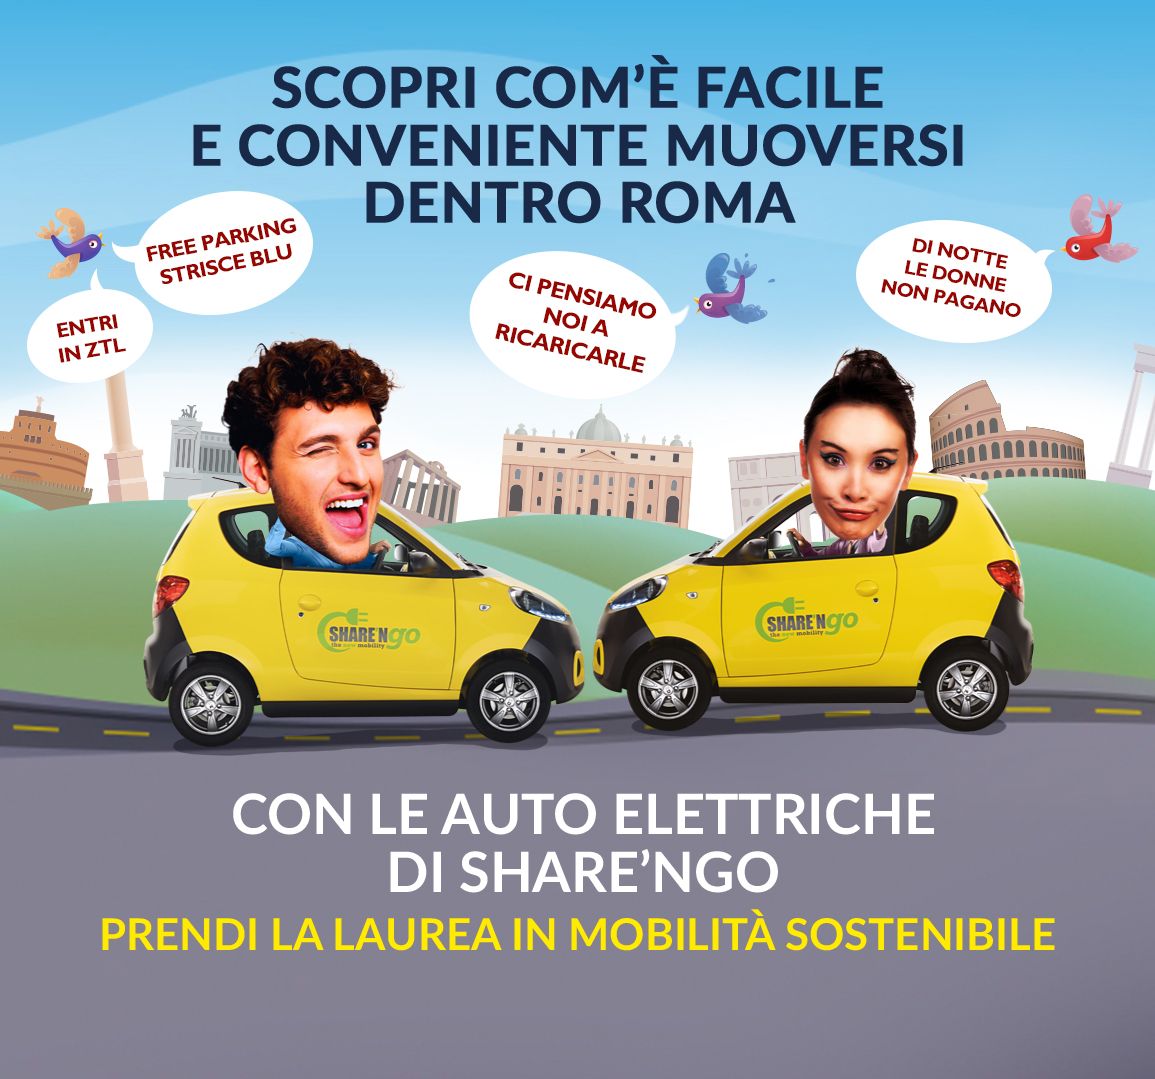 SCOPRI COM'È FACILE
E CONVENIENTE MUOVERSI
DENTRO ROMA
FREE PARKING
STRISCE BLU
ENTRI
IN ZTL
CI PENSIAMO
NOI A
RICARICARLE
DI NOTTE
LE DONNE
NON PAGANO
SHARE'Ngo
the new mobility
SHARE'Ngo
the new mobility
CON LE AUTO ELETTRICHE
DI SHARE'NGO
PRENDI LA LAUREA IN MOBILITÀ SOSTENIBILE